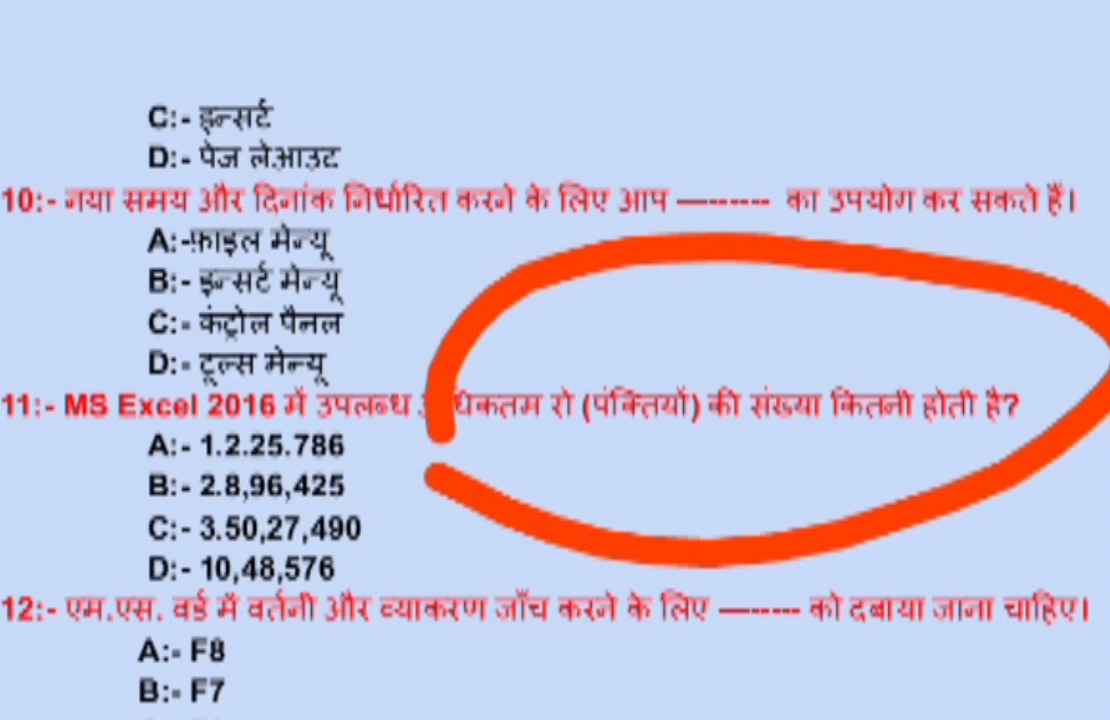 C:- इन्सर्ट
D:- पेज लेआउट
10:- नया समय और दिनांक निर्धारित करने के लिए आप —------- का उपयोग कर सकते हैं।
A:-फ़ाइल मेन्यू
B:- इन्सर्ट मेन्यू
C:- कंट्रोल पैनल
D:- टूल्स मेन्यू
11:- MS Excel 2016 में उपलब्ध रो (पंक्तियों) की संख्या कितनी होती है?
A:- 1.2.25.786
B:- 2.8,96,425
C:- 3.50,27,490
D:- 10,48,576
12:- एम.एस. वर्ड में वर्तनी और व्याकरण जाँच करने के लिए —------ को दबाया जाना चाहिए।
A:- F8
B:- F7